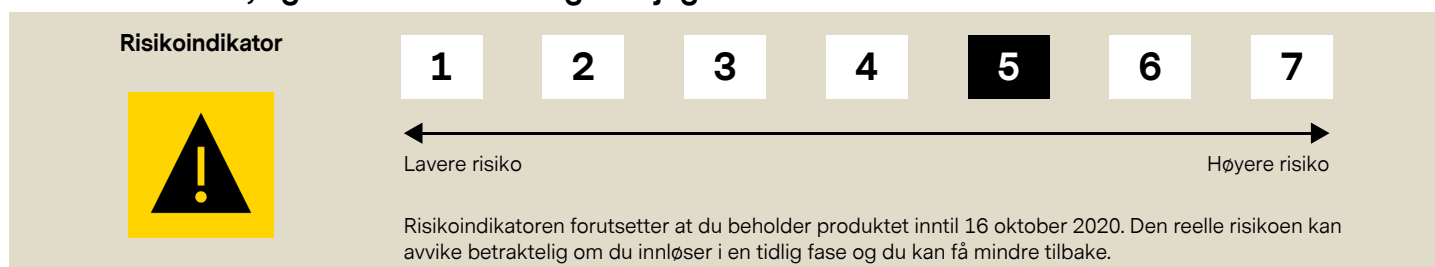 Risikoindikator
1 2 3 4 5 6 7
Lavere risiko Høyere risiko
Risikoindikatoren forutsetter at du beholder produktet inntil 16 oktober 2020. Den reelle risikoen kan
avvike betraktelig om du innløser i en tidlig fase og du kan få mindre tilbake.